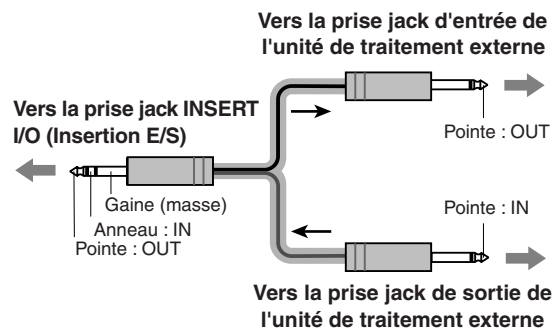 Vers la prise jack d'entrée de
l'unité de traitement externe
Vers la prise jack INSERT
I/O (Insertion E/S)
Pointe : OUT
Gaine (masse)
Anneau : IN
Pointe : OUT
Pointe : IN
Vers la prise jack de sortie de
l'unité de traitement externe